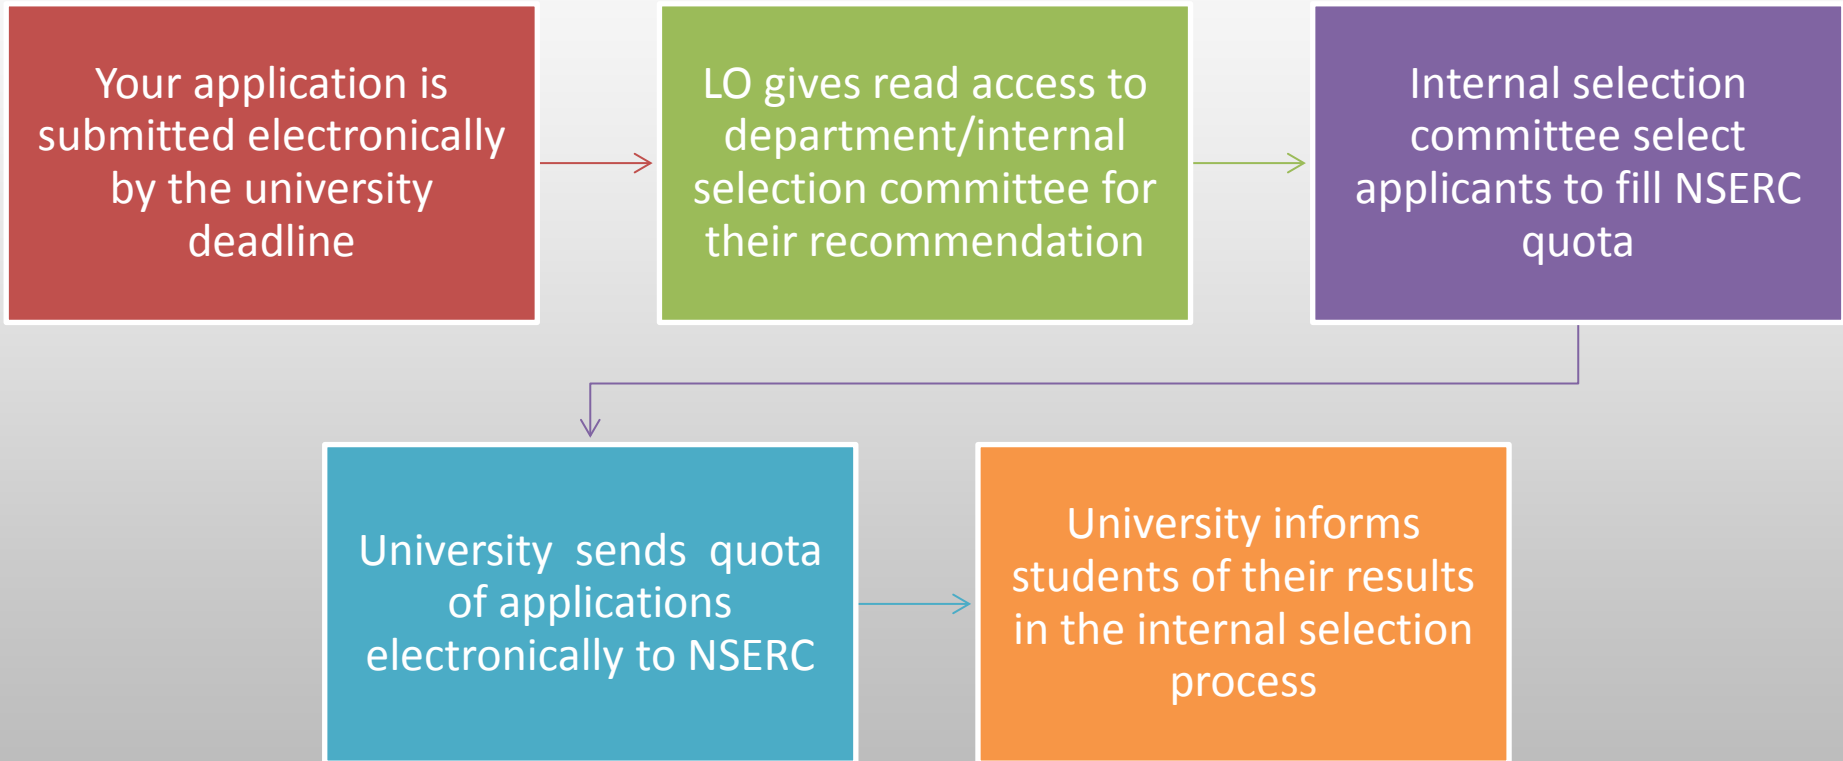 Your application is
submitted electronically
by the university
deadline
LO gives read access to
department/internal
selection committee for
their recommendation
Internal selection
committee select
applicants to fill NSERC
quota
University  sends  quota
of applications
electronically to NSERC
University informs
students of their results
in the internal selection
process